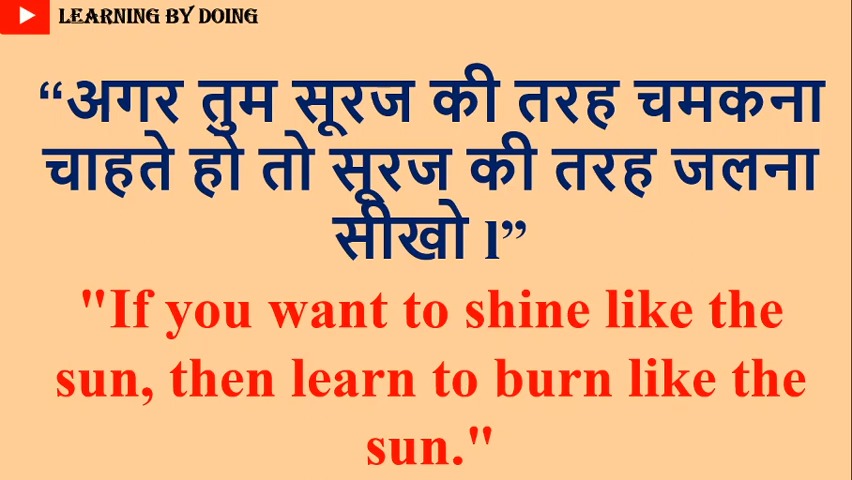 LEARNING BY DOING
“अगर तुम सूरज की तरह चमकना
चाहते हो तो सूरज की तरह जलना
सीखो l”
"If you want to shine like the
sun, then learn to burn like the
sun."